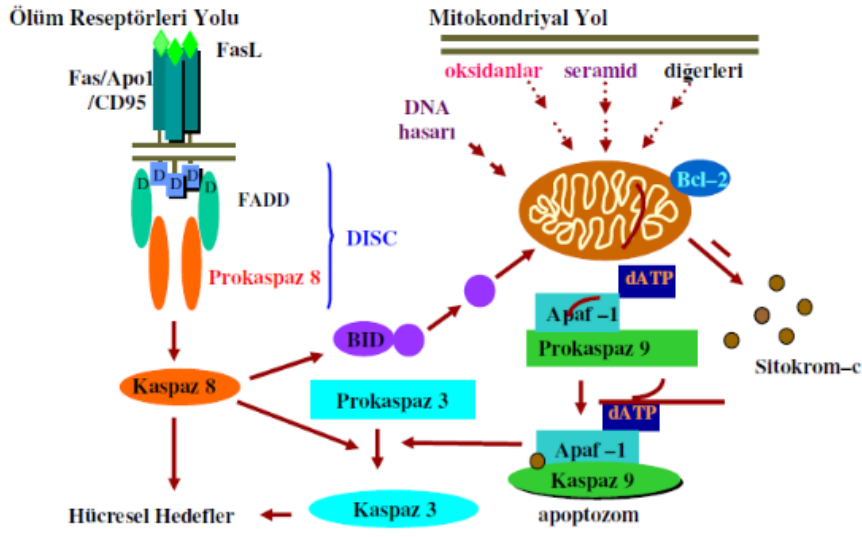 Ölüm Reseptörleri Yolu
Mitokondriyal Yol
FasL
Fas/Apo1
/CD95
oksidanlar seramid diğerleri
DNA
hasarı
Bcl–2
D D D D D
FADD
DISC
Prokaspaz 8
dATP
Apaf –1
Prokaspaz 9
Sitokrom–c
BID
Kaspaz 8
Prokaspaz 3
dATP
Apaf –1
Kaspaz 9
apoptozom
Kaspaz 3
Hücresel Hedefler